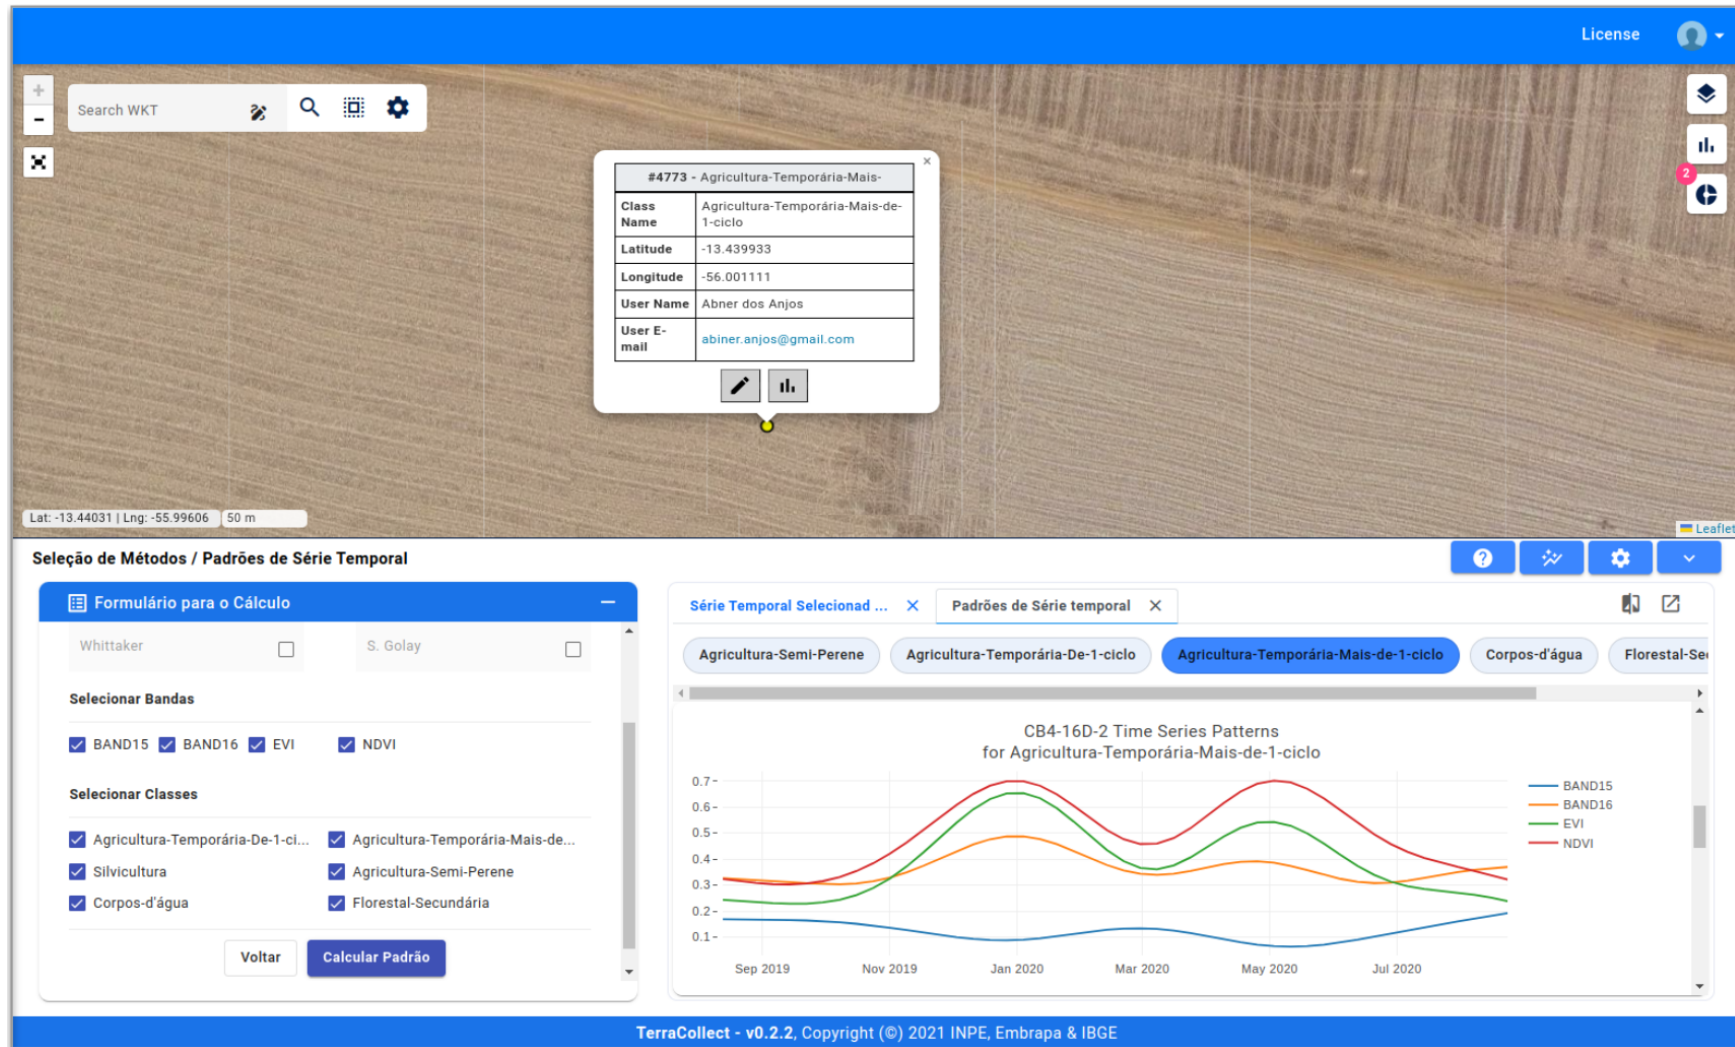 License
+
-
Search WKT
#4773 - Agricultura-Temporária-Mais-
Class Name
Agricultura-Temporária-Mais-de-
1-ciclo
Latitude
-13.439933
Longitude
-56.001111
User Name
Abner dos Anjos
User E-
mail
abiner.anjos@gmail.com
2
Lat: -13.44031 | Lng: -55.99606
50 m
Leaflet
Seleção de Métodos / Padrões de Série Temporal
Formulário para o Cálculo
Whittaker
S. Golay
Selecionar Bandas
BAND15
BAND16
EVI
NDVI
Selecionar Classes
Agricultura-Temporária-De-1-ci...
Agricultura-Temporária-Mais-de...
Silvicultura
Agricultura-Semi-Perene
Corpos-d'água
Florestal-Secundária
Voltar
Calcular Padrão
Série Temporal Selecionad ...
Padrões de Série temporal
Agricultura-Semi-Perene
Agricultura-Temporária-De-1-ciclo
Agricultura-Temporária-Mais-de-1-ciclo
Corpos-d'água
Florestal-Se
CB4-16D-2 Time Series Patterns
for Agricultura-Temporária-Mais-de-1-ciclo
0.7
0.6
0.5
0.4
0.3
0.2
0.1
Sep 2019
Nov 2019
Jan 2020
Mar 2020
May 2020
Jul 2020
BAND15
BAND16
EVI
NDVI
TerraCollect - v0.2.2, Copyright (©) 2021 INPE, Embrapa & IBGE